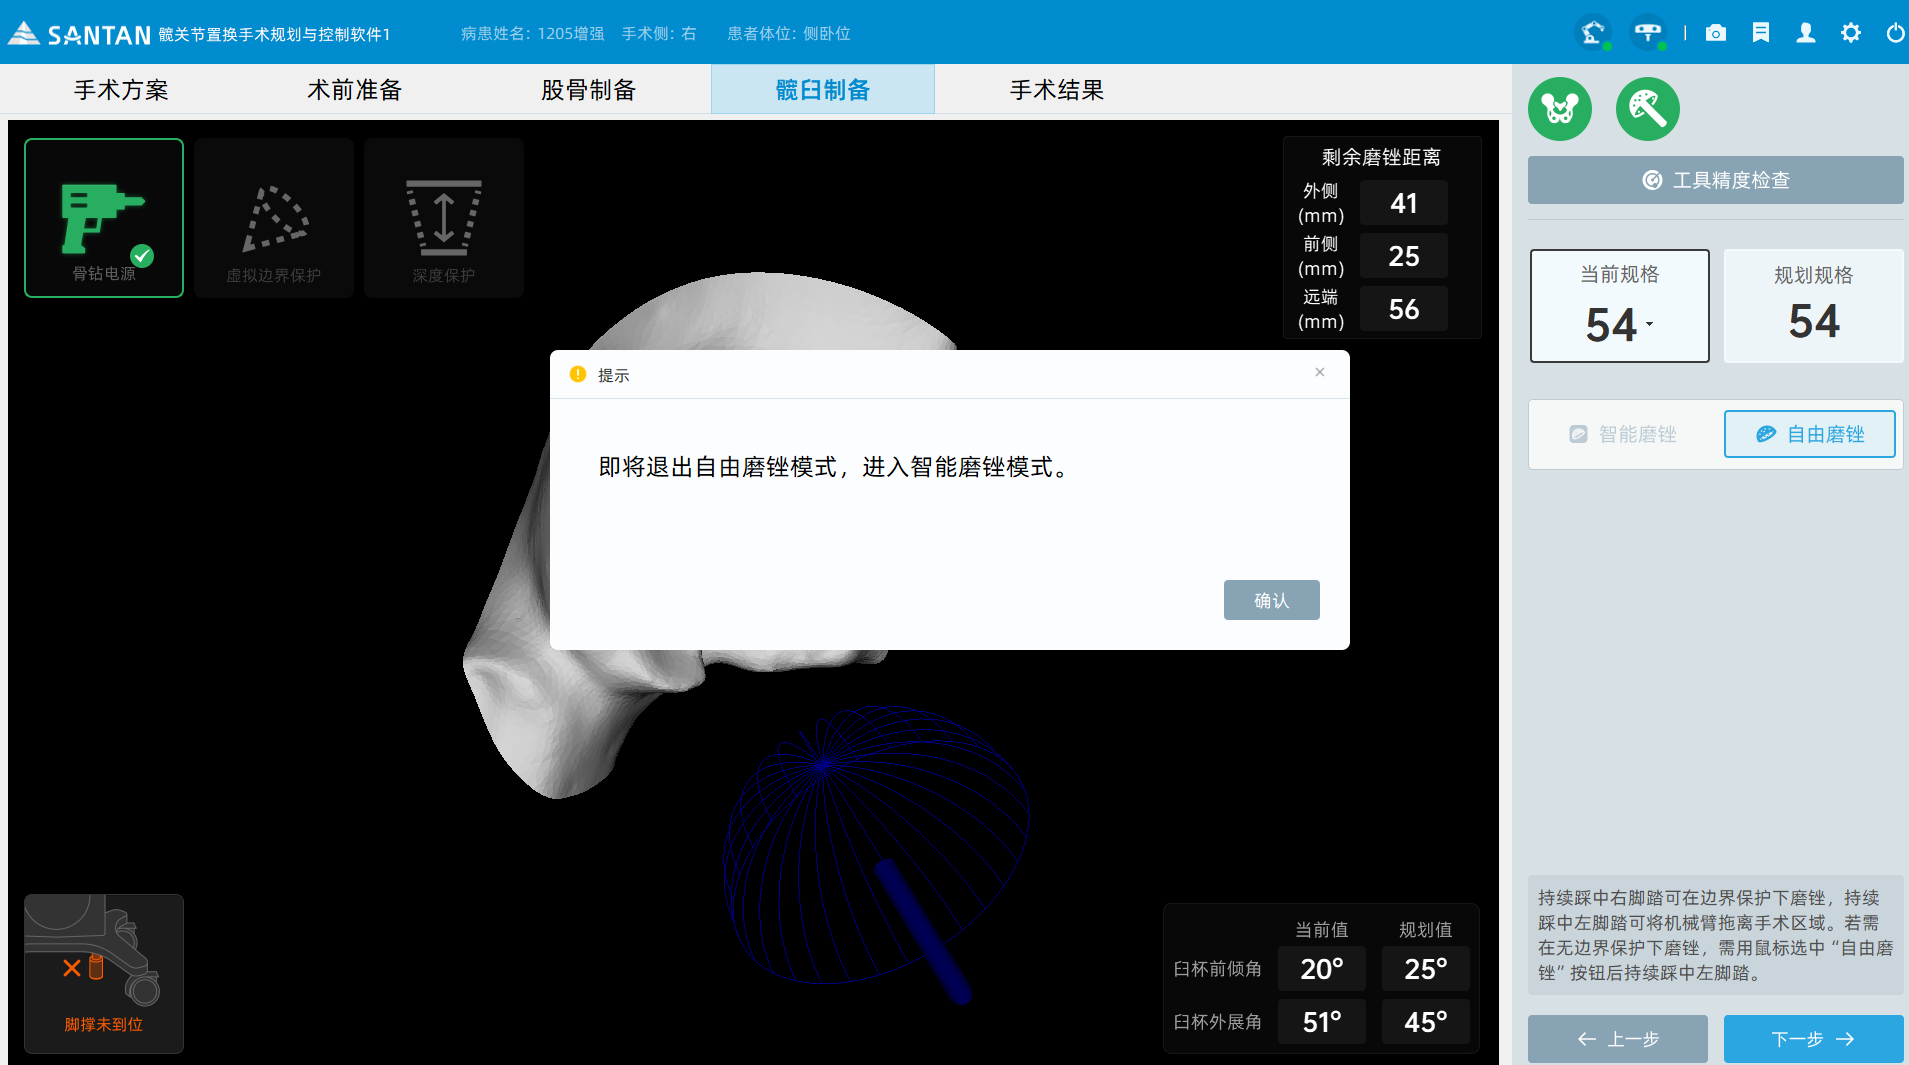 SANTAN 髋关节置换手术规划与控制软件1
病患姓名: 1205增强 手术侧: 右 患者体位: 侧卧位
手术方案
术前准备
股骨制备
髋臼制备
手术结果
骨钻电源
虚拟边界保护
深度保护
剩余磨锉距离
外侧
(mm)
41
前侧
(mm)
25
远端
(mm)
56
工具精度检查
当前规格
54
规划规格
54
智能磨锉
自由磨锉
提示
即将退出自由磨锉模式，进入智能磨锉模式。
确认
脚撑未到位
当前值 规划值
臼杯前倾角 20° 25°
臼杯外展角 51° 45°
持续踩中右脚踏可在边界保护下磨锉，持续
踩中左脚踏可将机械臂拖离手术区域。若需
在无边界保护下磨锉，需用鼠标选中“自由磨
锉”按钮后持续踩中左脚踏。
上一步
下一步